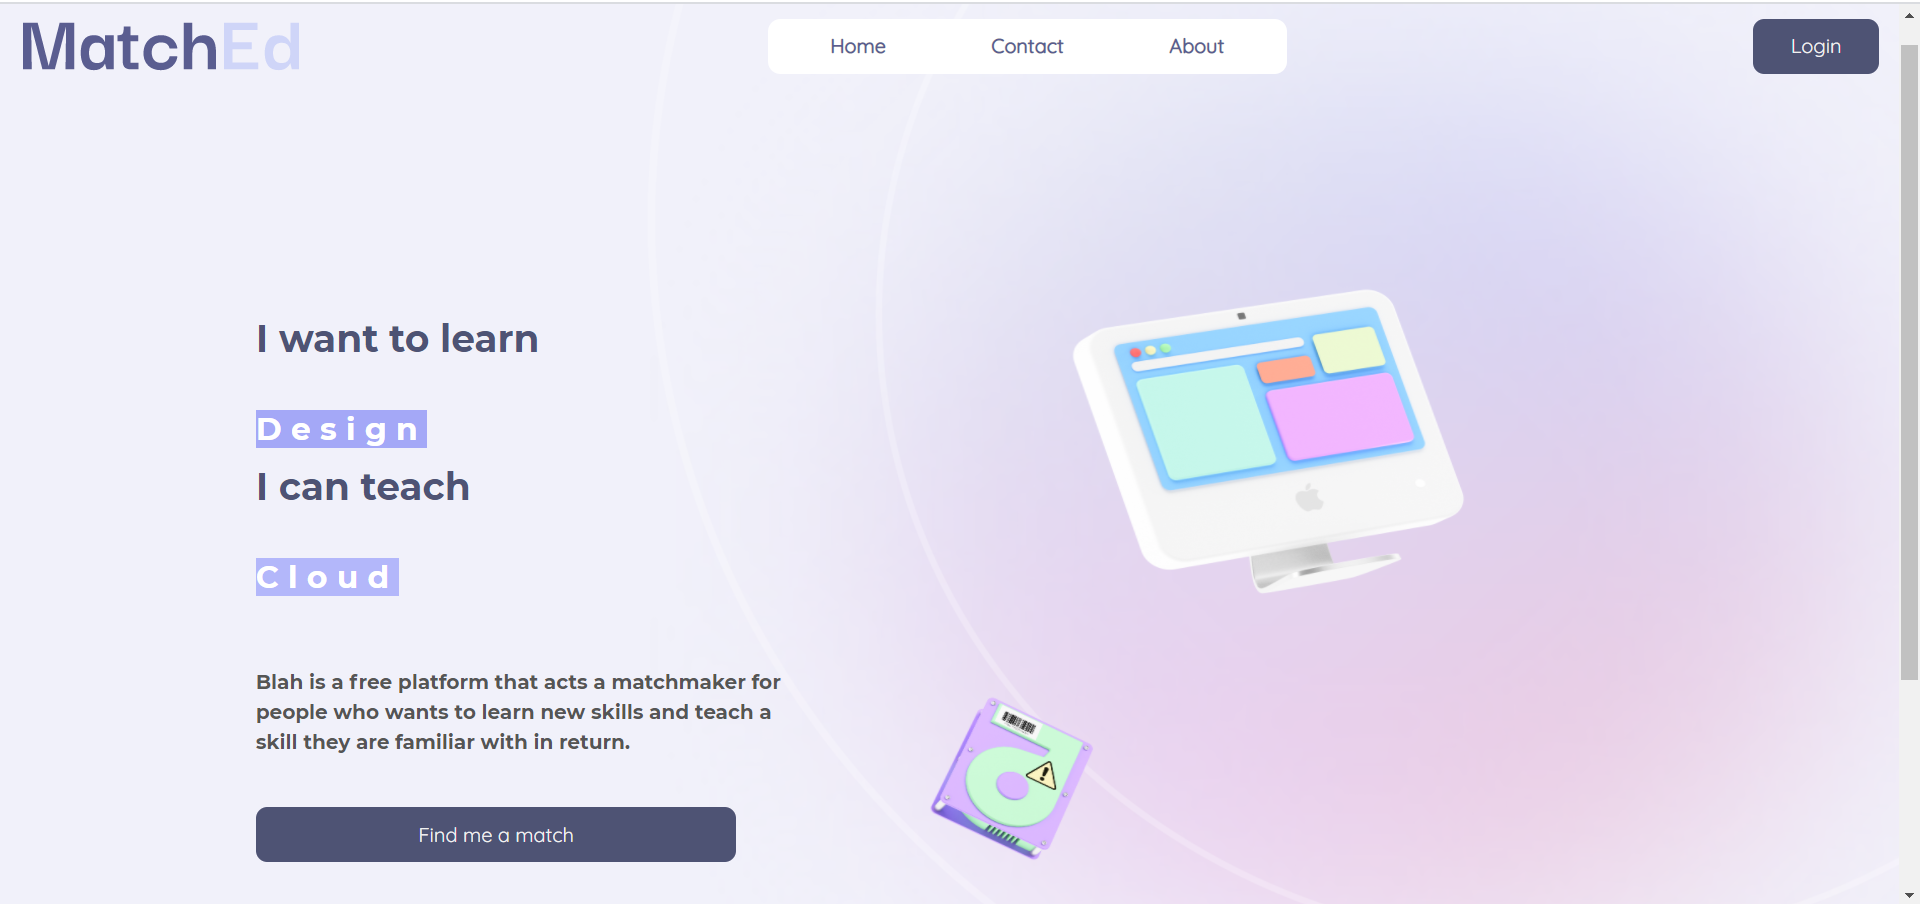 MatchEd
Home Contact About
Login
I want to learn
Design
I can teach
Cloud
Blah is a free platform that acts a matchmaker for
people who wants to learn new skills and teach a
skill they are familiar with in return.
Find me a match